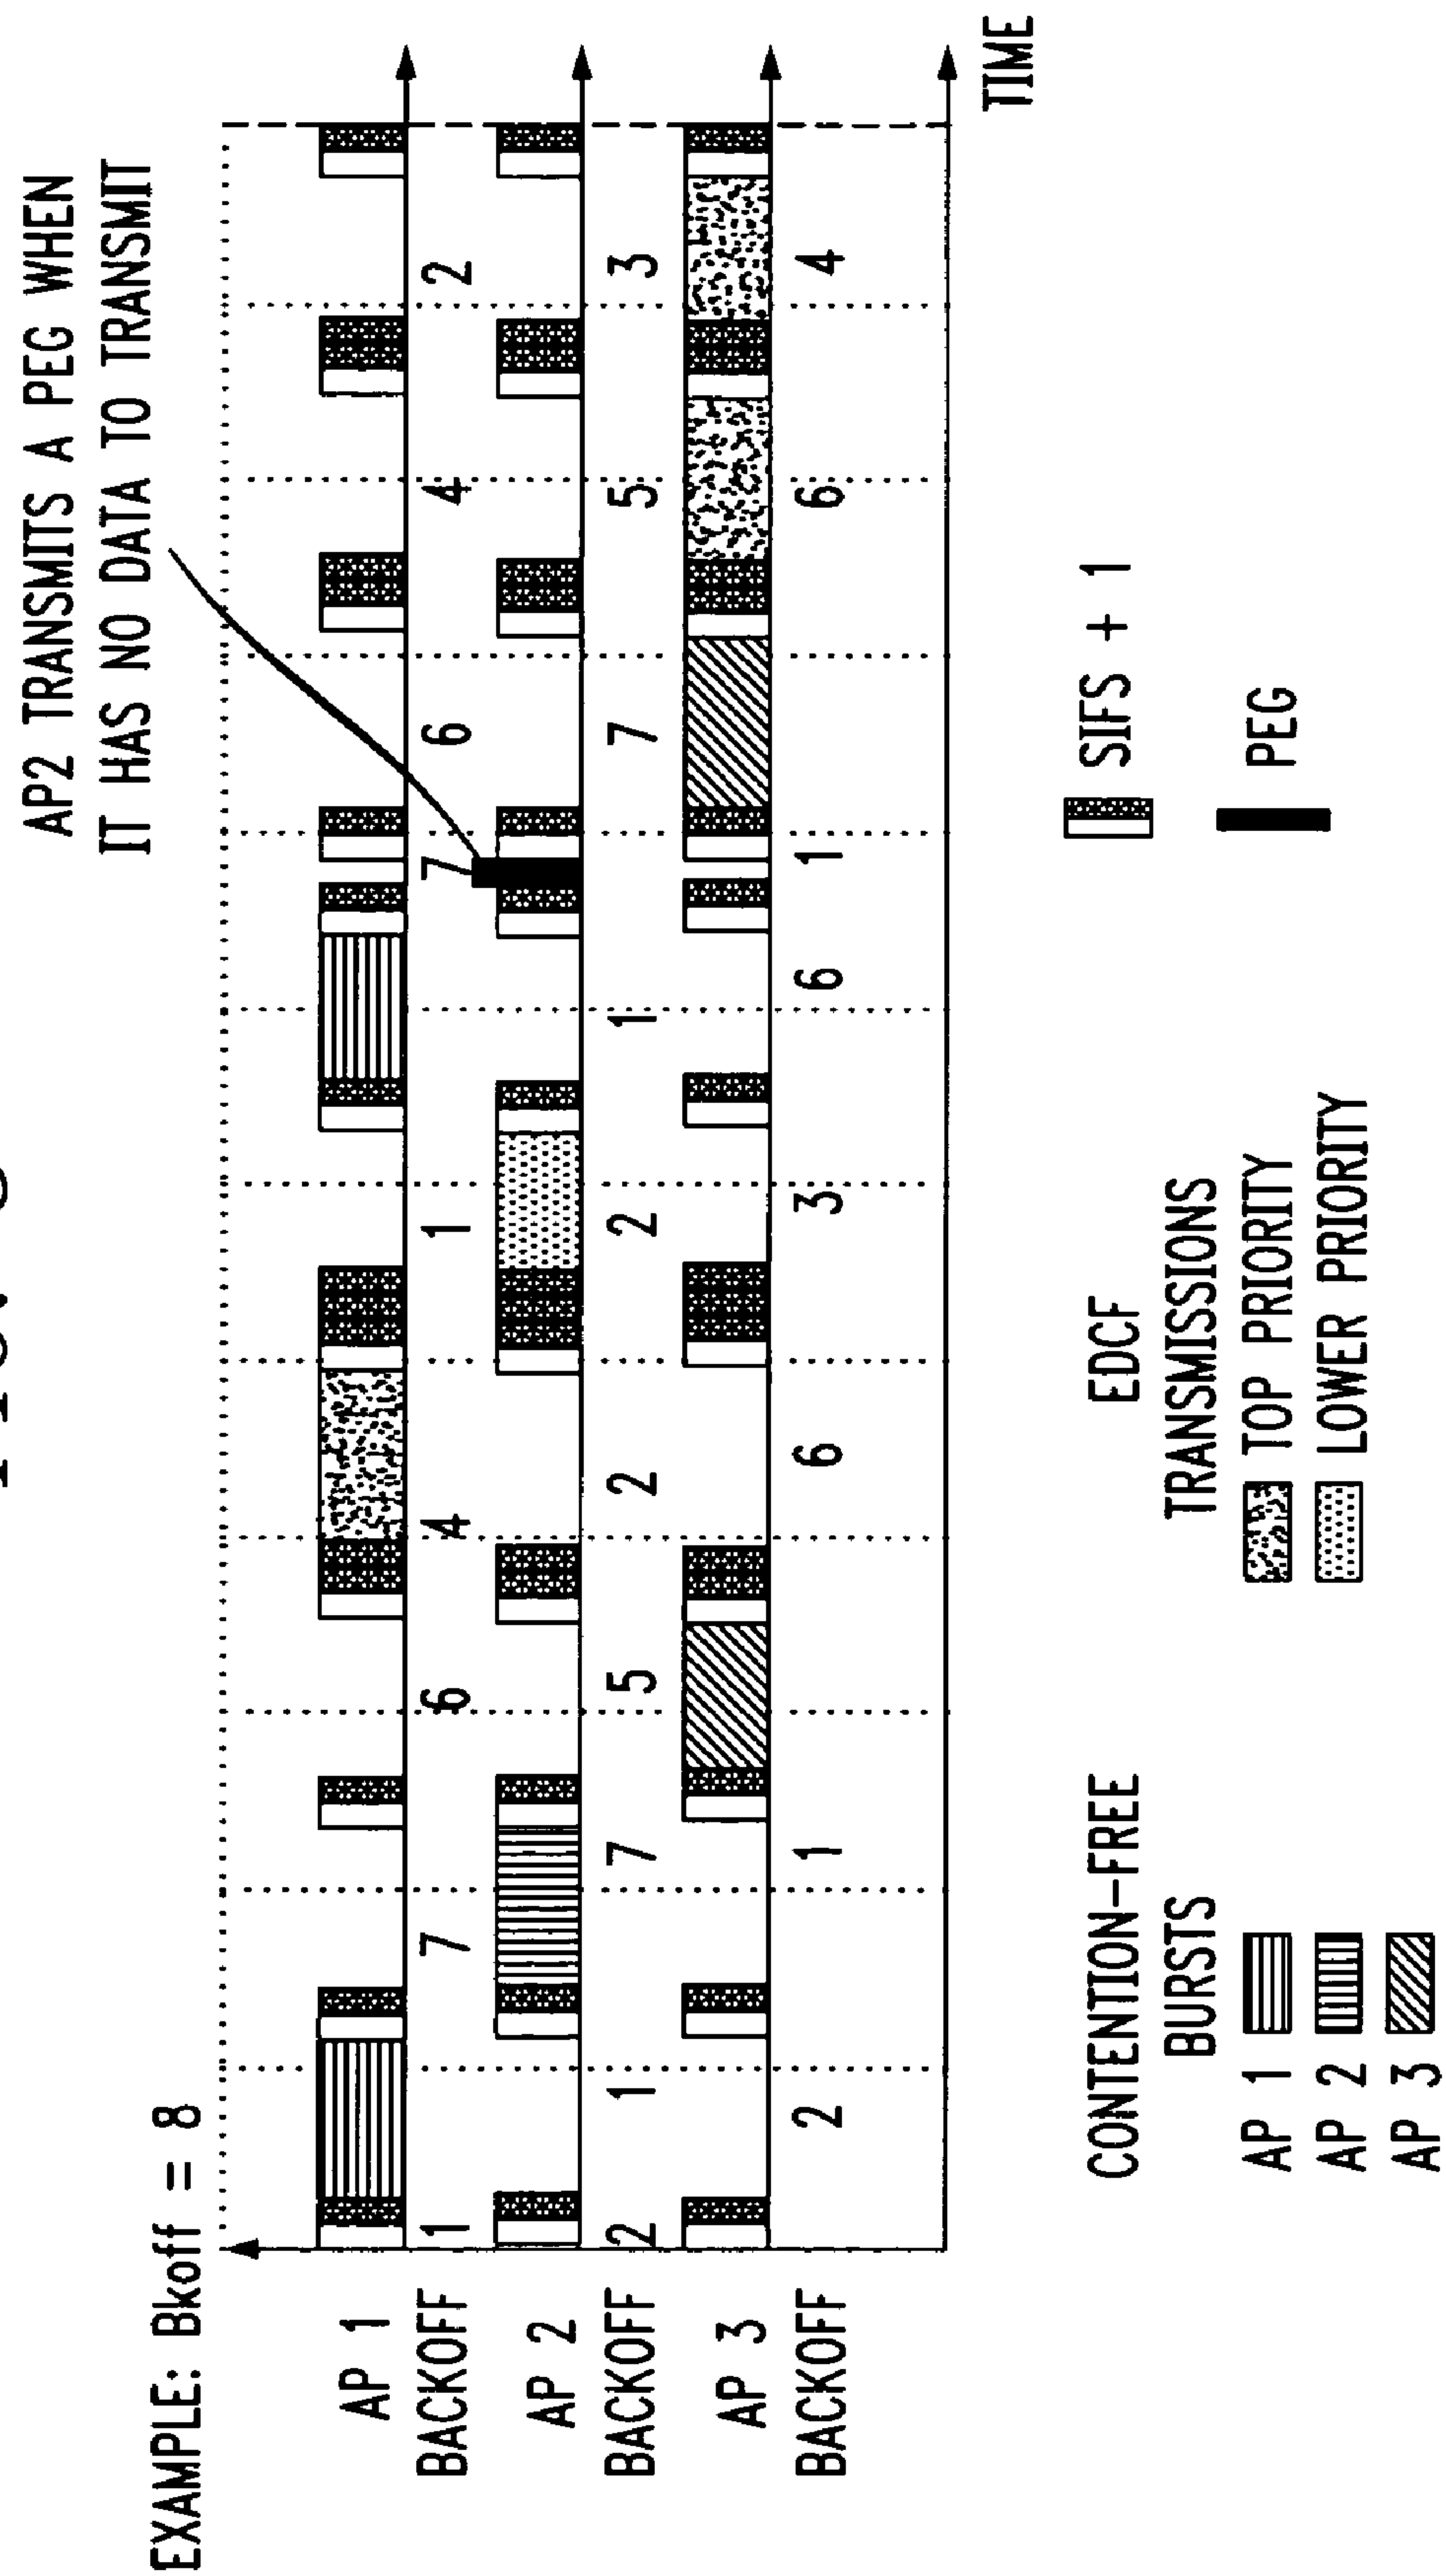 AP2 TRANSMITS A PEG WHEN
IT HAS NO DATA TO TRANSMIT
EXAMPLE: Bkoff = 8
AP 1
BACKOFF 1 7 6 4 1 7 6 4 2
AP 2
BACKOFF 2 1 7 5 2 2 1 7 5 3
AP 3
BACKOFF 2 1 6 3 6 1 6 4
TIME
CONTENTION-FREE
BURSTS
AP 1
AP 2
AP 3
EDCF
TRANSMISSIONS
TOP PRIORITY
LOWER PRIORITY
SIFS + 1
PEG